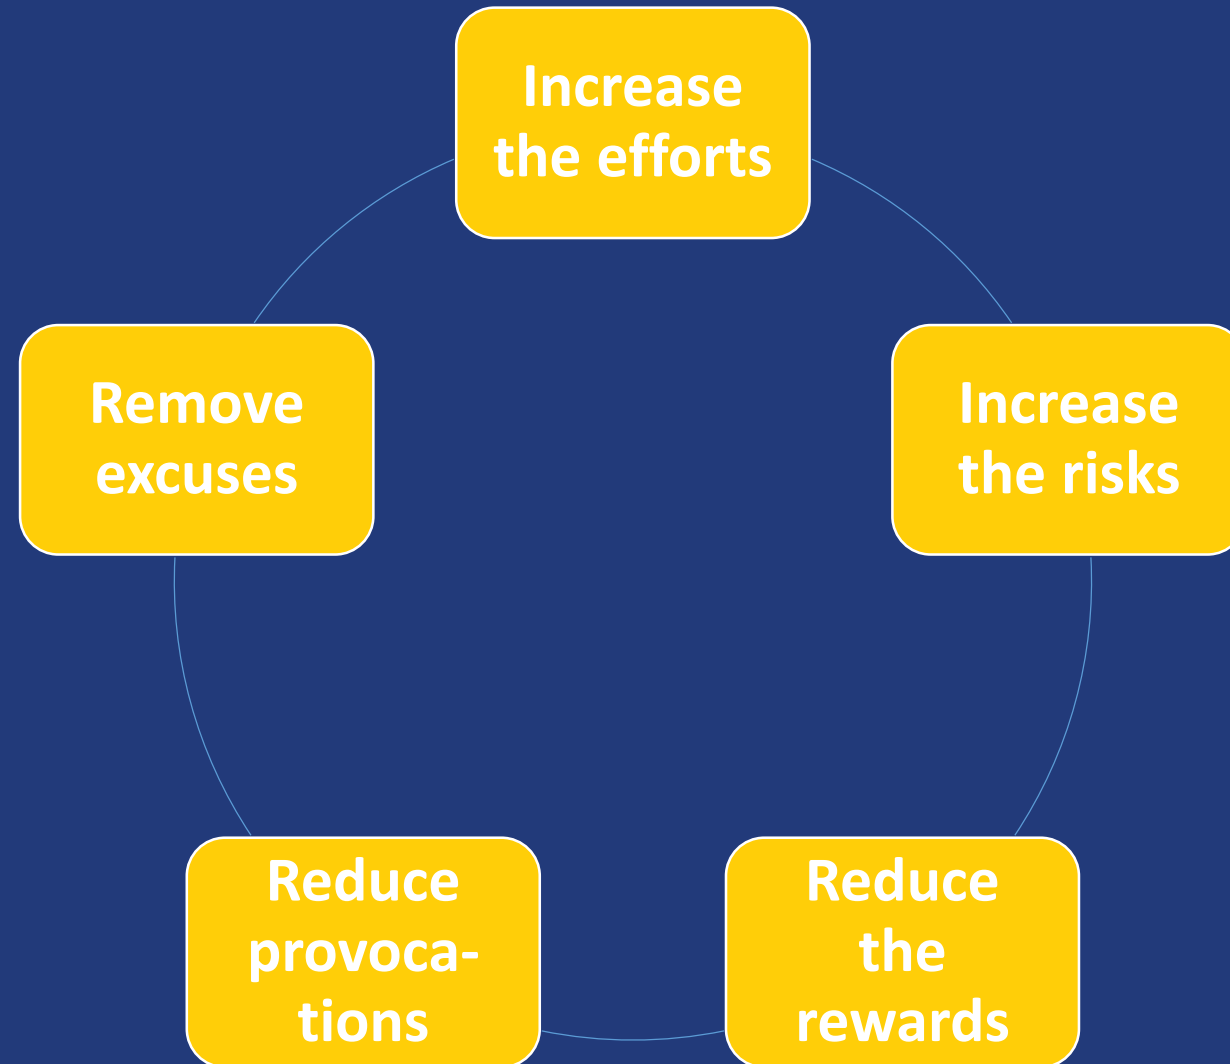 Increase
the efforts
Increase
the risks
Reduce
the
rewards
Reduce
provoca-
tions
Remove
excuses